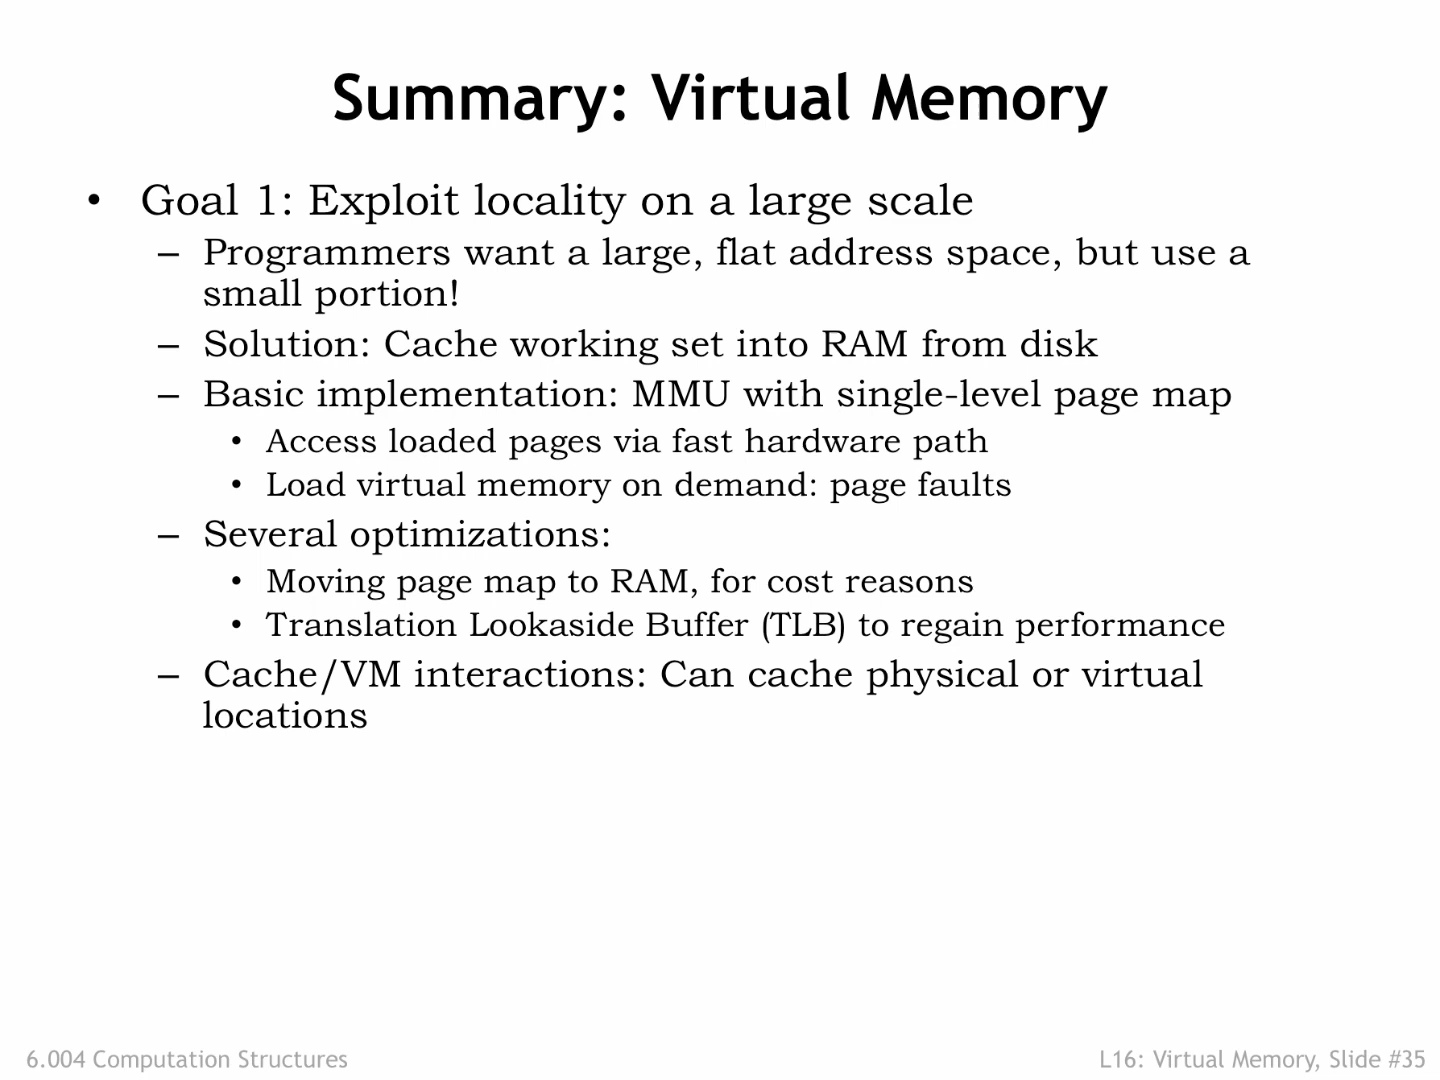 Summary: Virtual Memory
• Goal 1: Exploit locality on a large scale
– Programmers want a large, flat address space, but use a
small portion!
– Solution: Cache working set into RAM from disk
– Basic implementation: MMU with single-level page map
• Access loaded pages via fast hardware path
• Load virtual memory on demand: page faults
– Several optimizations:
• Moving page map to RAM, for cost reasons
• Translation Lookaside Buffer (TLB) to regain performance
– Cache/VM interactions: Can cache physical or virtual
locations
6.004 Computation Structures
L16: Virtual Memory, Slide #35